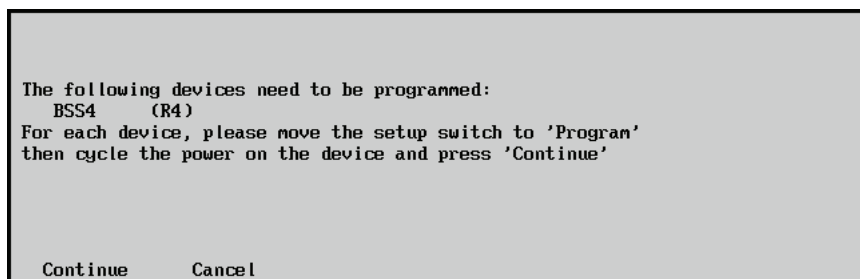 The following devices need to be programmed:
BSS4 (R4)
For each device, please move the setup switch to 'Program'
then cycle the power on the device and press 'Continue'
Continue Cancel